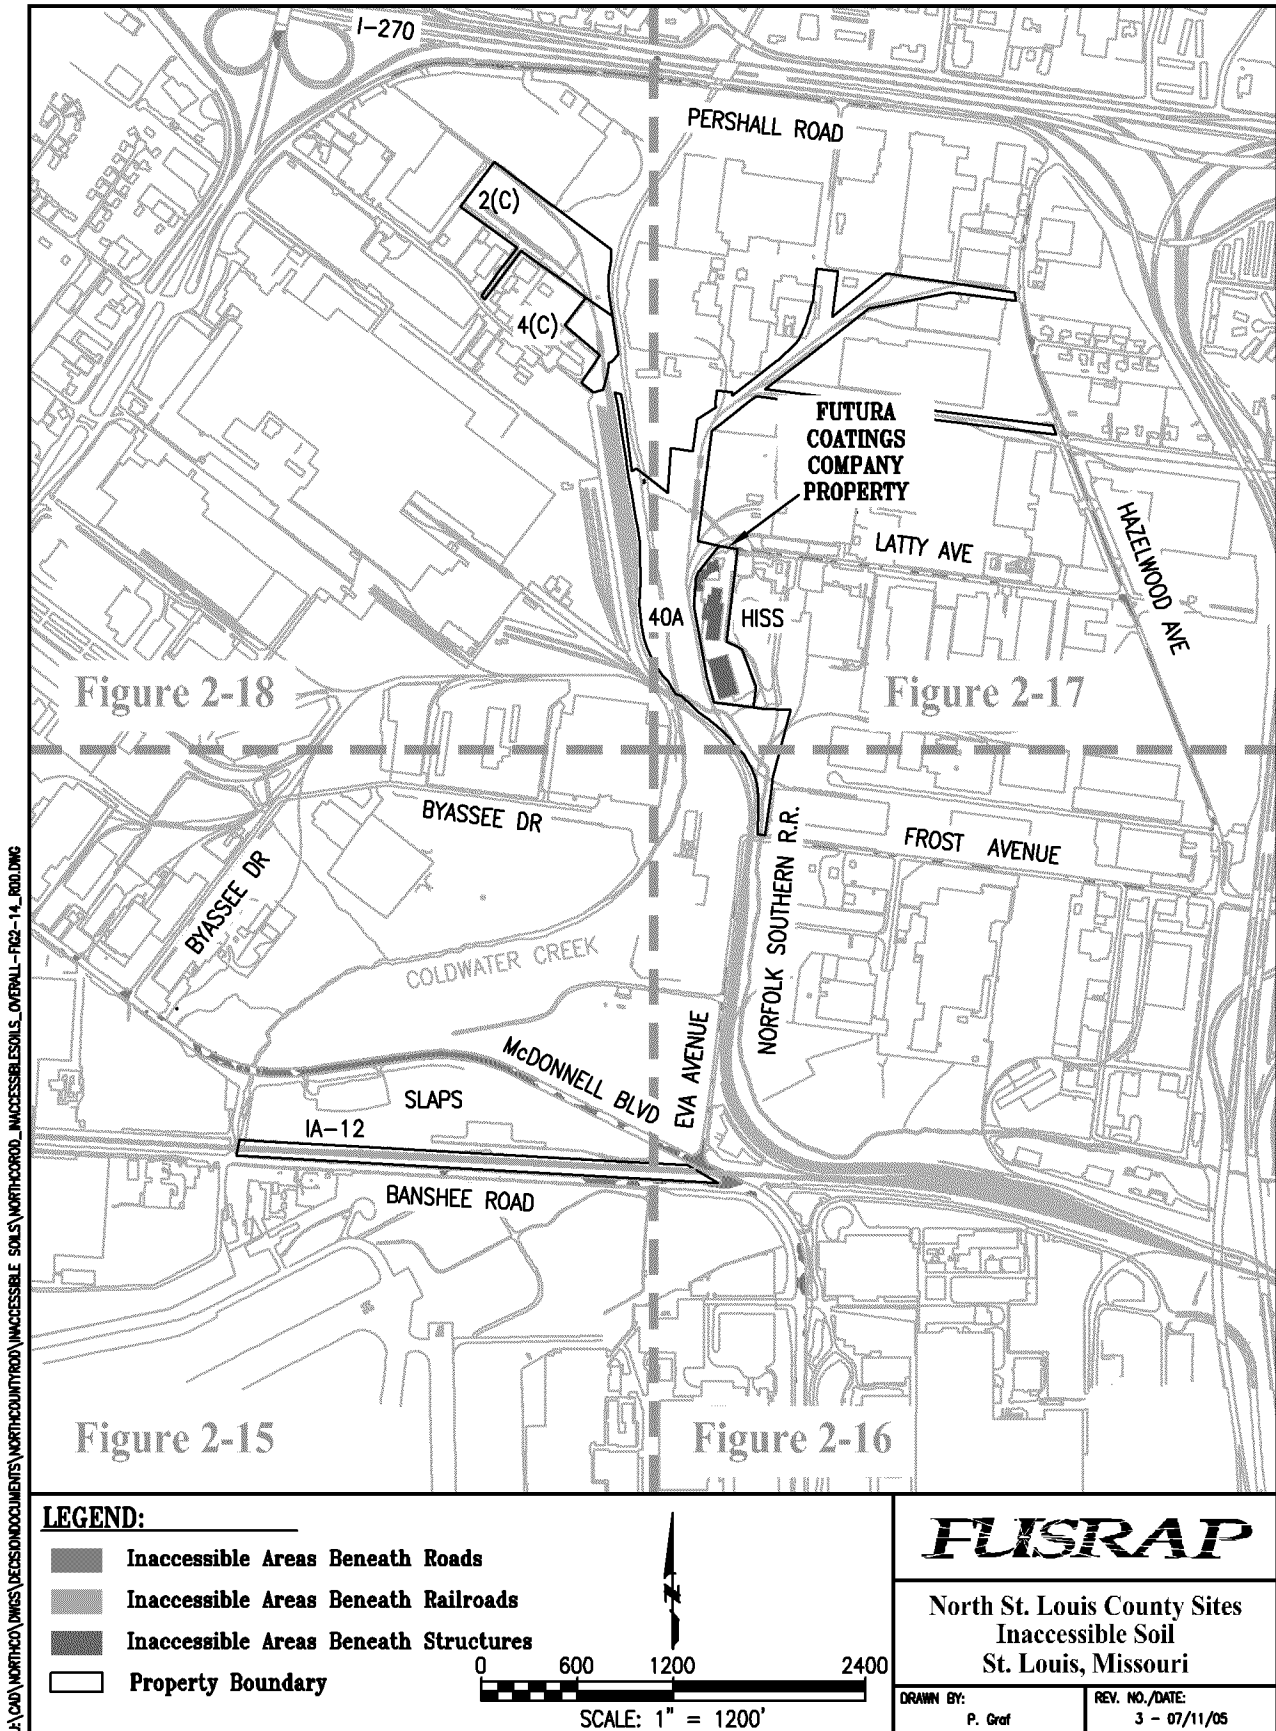 I-270
PERSHALL ROAD
2(C)
4(C)
FUTURA
COATINGS
COMPANY
PROPERTY
HAZELWOOD AVE
LATTY AVE
40A
HISS
Figure 2-18
Figure 2-17
BYASSEE DR
BYASSEE DR
FROST AVENUE
NORFOLK SOUTHERN R.R.
COLDWATER CREEK
McDONNELL BLVD
EVA AVENUE
SLAPS
IA-12
BANSHEE ROAD
Figure 2-15
Figure 2-16
LEGEND:
Inaccessible Areas Beneath Roads
Inaccessible Areas Beneath Railroads
Inaccessible Areas Beneath Structures
Property Boundary
N
0 600 1200 2400
SCALE: 1" = 1200'
FUSRAP
North St. Louis County Sites
Inaccessible Soil
St. Louis, Missouri
DRAWN BY:
P. Graf
REV. NO./DATE:
3 - 07/11/05